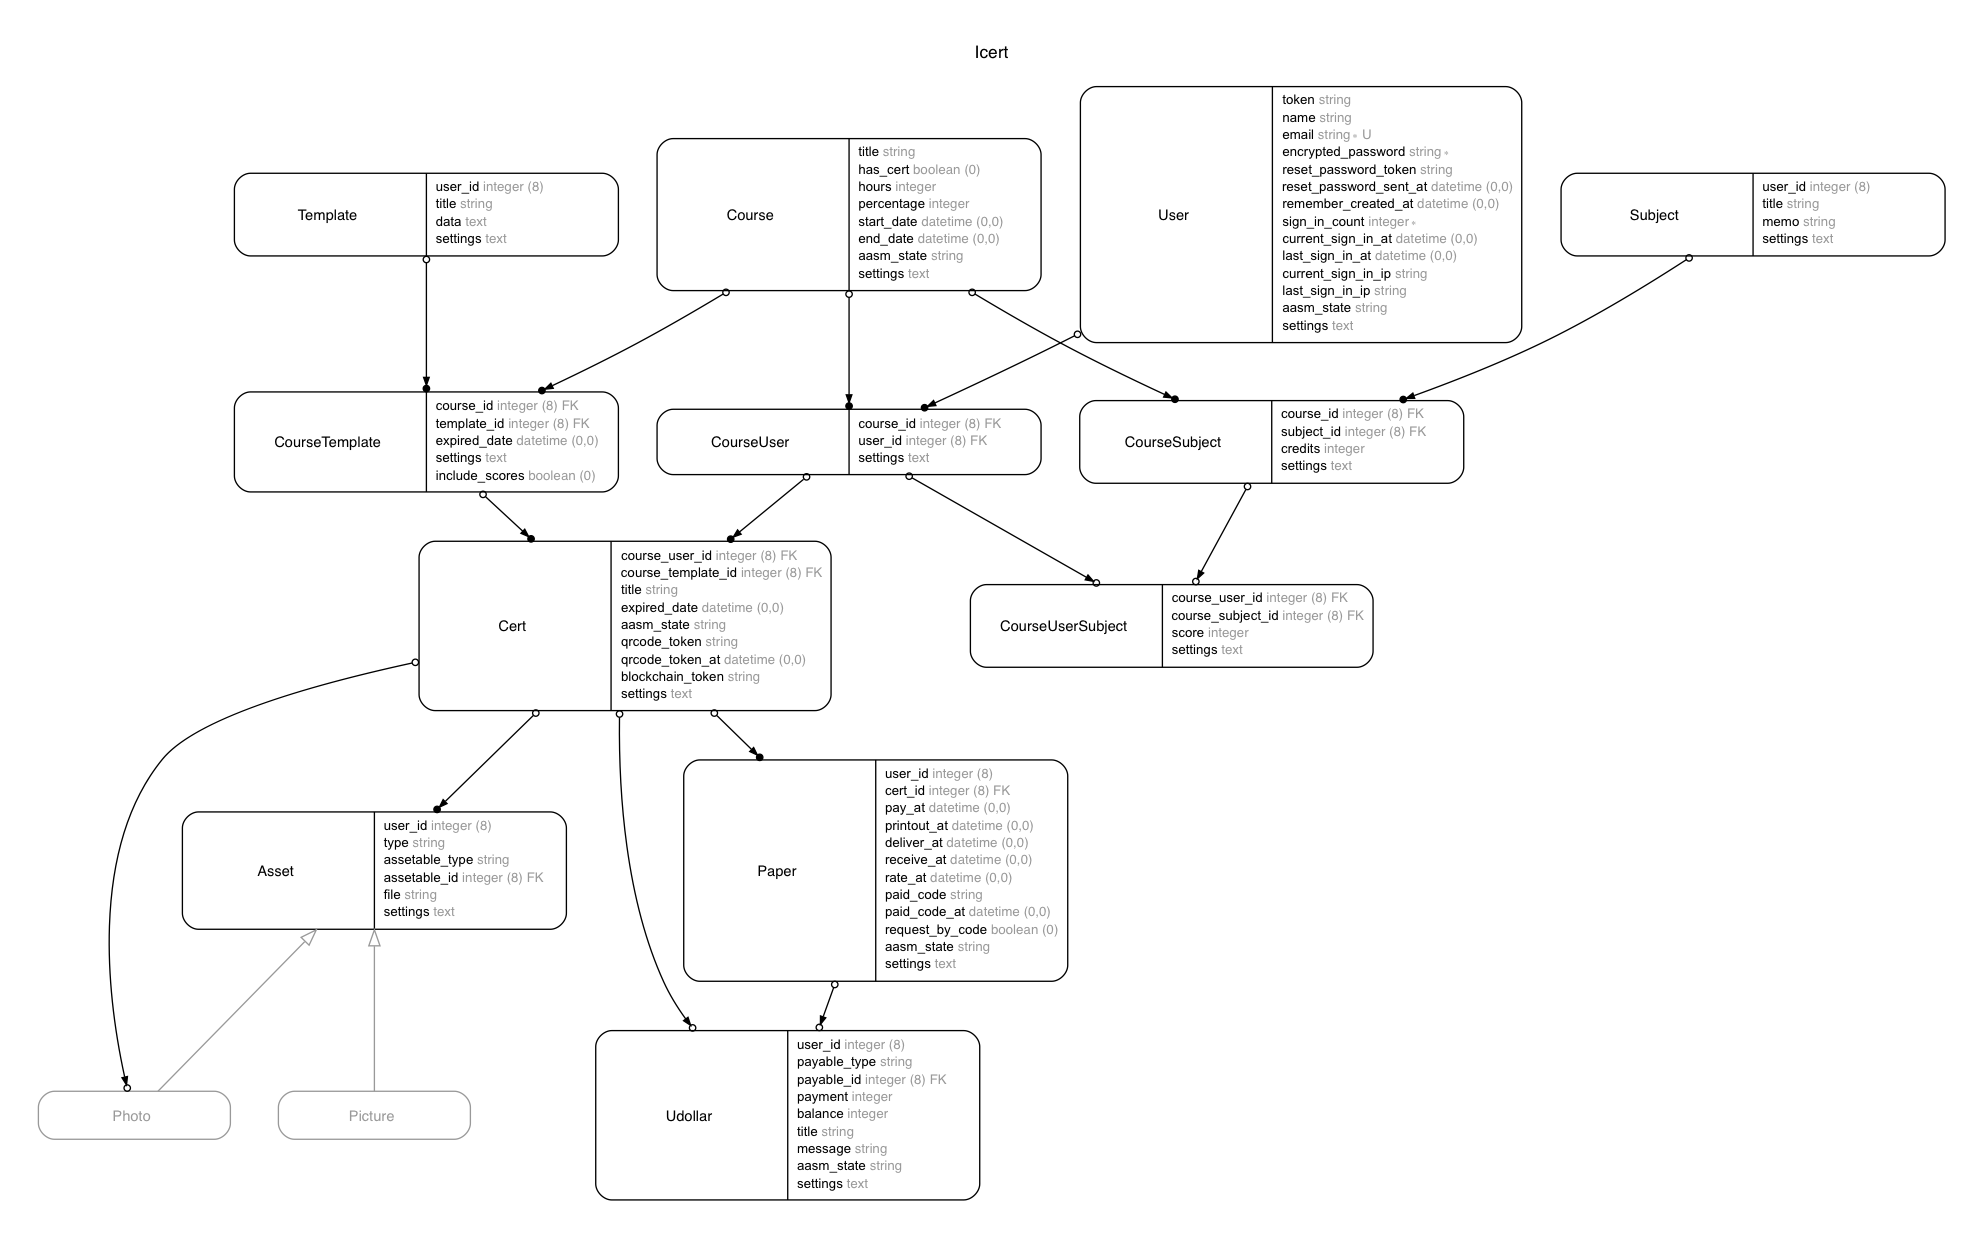 Icert
Template
user_id integer (8)
title string
data text
settings text
Course
title string
has_cert boolean (0)
hours integer
percentage integer
start_date datetime (0,0)
end_date datetime (0,0)
aasm_state string
settings text
User
token string
name string
email string ∗ U
encrypted_password string ∗
reset_password_token string
reset_password_sent_at datetime (0,0)
remember_created_at datetime (0,0)
sign_in_count integer ∗
current_sign_in_at datetime (0,0)
last_sign_in_at datetime (0,0)
current_sign_in_ip string
last_sign_in_ip string
aasm_state string
settings text
Subject
user_id integer (8)
title string
memo string
settings text
CourseTemplate
course_id integer (8) FK
template_id integer (8) FK
expired_date datetime (0,0)
settings text
include_scores boolean (0)
CourseUser
course_id integer (8) FK
user_id integer (8) FK
settings text
CourseSubject
course_id integer (8) FK
subject_id integer (8) FK
credits integer
settings text
Cert
course_user_id integer (8) FK
course_template_id integer (8) FK
title string
expired_date datetime (0,0)
aasm_state string
qrcode_token string
qrcode_token_at datetime (0,0)
blockchain_token string
settings text
CourseUserSubject
course_user_id integer (8) FK
course_subject_id integer (8) FK
score integer
settings text
Asset
user_id integer (8)
type string
assetable_type string
assetable_id integer (8) FK
file string
settings text
Paper
user_id integer (8)
cert_id integer (8) FK
pay_at datetime (0,0)
printout_at datetime (0,0)
deliver_at datetime (0,0)
receive_at datetime (0,0)
rate_at datetime (0,0)
paid_code string
paid_code_at datetime (0,0)
request_by_code boolean (0)
aasm_state string
settings text
Photo
Picture
Udollar
user_id integer (8)
payable_type string
payable_id integer (8) FK
payment integer
balance integer
title string
message string
aasm_state string
settings text